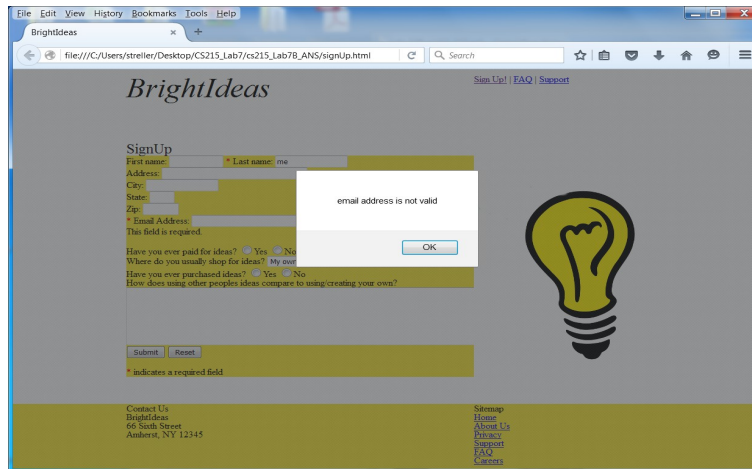 File Edit View History Bookmarks Tools Help
BrightIdeas × +
file:///C:/Users/streller/Desktop/CS215_Lab7/cs215_Lab7B_ANS/signUp.html
Search
BrightIdeas
Sign Up! | FAQ | Support
SignUp
First name: * Last name: me
Address:
City:
State:
Zip:
* Email Address:
This field is required.
email address is not valid
OK
Have you ever paid for ideas? Yes No
Where do you usually shop for ideas? My own
Have you ever purchased ideas? Yes No
How does using other peoples ideas compare to using/creating your own?
Submit Reset
* indicates a required field
Contact Us
BrightIdeas
66 Sixth Street
Amherst, NY 12345
Sitemap
Home
About Us
Privacy
Support
FAQ
Careers